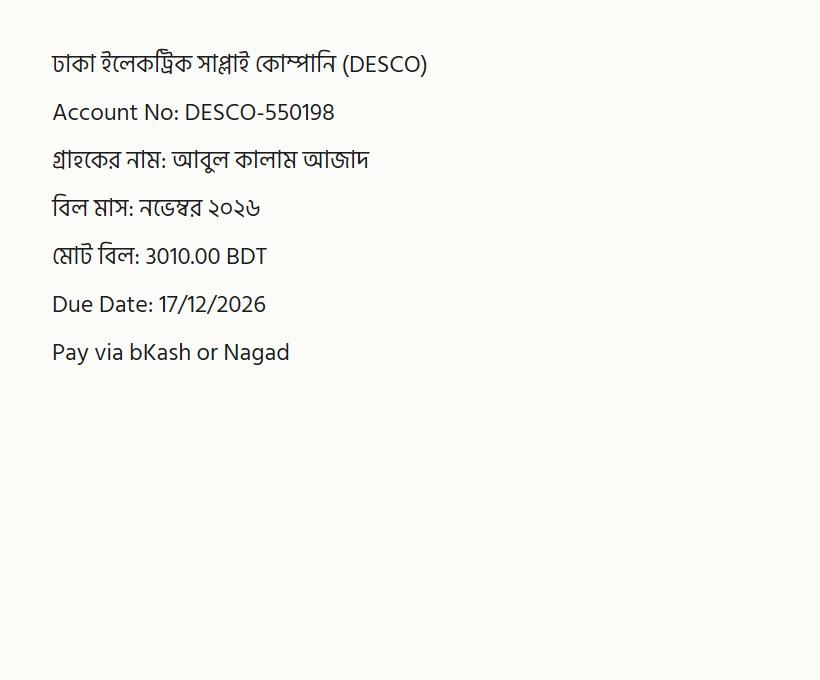 ঢাকা ইলেকট্রিক সাপ্লাই কোম্পানি (DESCO)
Account No: DESCO-550198
গ্রাহকের নাম: আবুল কালাম আজাদ
বিল মাস: নভেম্বর ২০২৬
মোট বিল: 3010.00 BDT
Due Date: 17/12/2026
Pay via bKash or Nagad